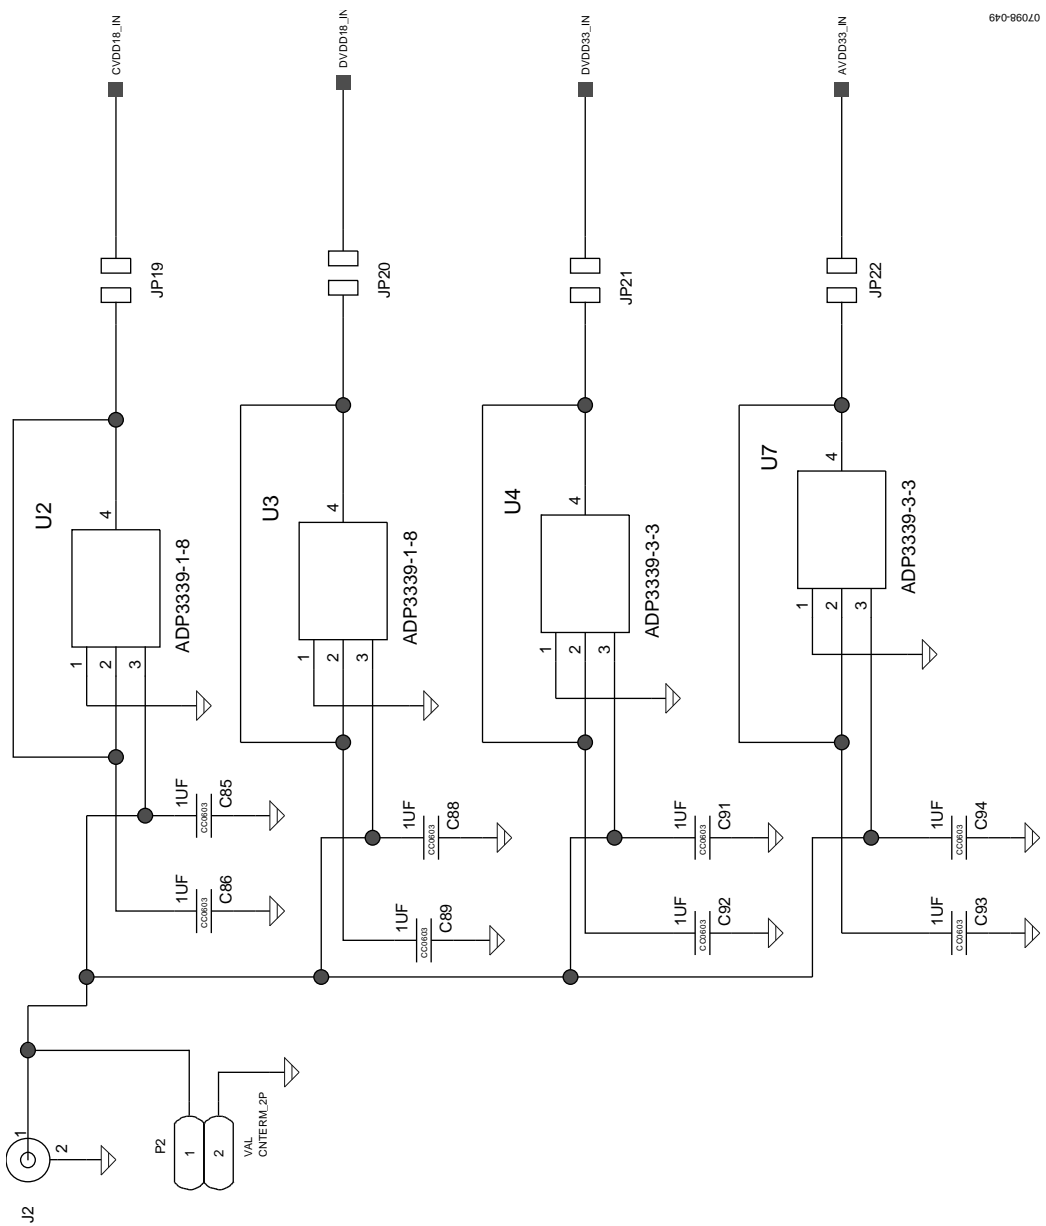 07098-049
CVDD18_IN
DVDD18_IN
DVDD33_IN
AVDD33_IN
JP19
JP20
JP21
JP22
U2
4
ADP3339-1-8
1
2
3
U3
4
ADP3339-1-8
1
2
3
U4
4
ADP3339-3-3
1
2
3
U7
4
ADP3339-3-3
1
2
3
1UF
CC0603
C85
1UF
CC0603
C86
1UF
CC0603
C88
1UF
CC0603
C89
1UF
CC0603
C91
1UF
CC0603
C92
1UF
CC0603
C94
1UF
CC0603
C93
J2
1
2
P2
1
2
VAL
CNTERM_2P